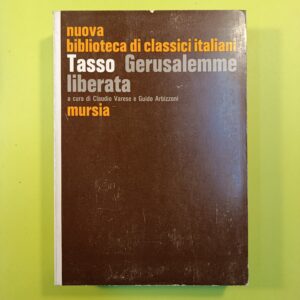 nuova
biblioteca di classici italiani
Tasso Gerusalemme
liberata
a cura di Claudio Varese e Guido Arbizzoni
mursia